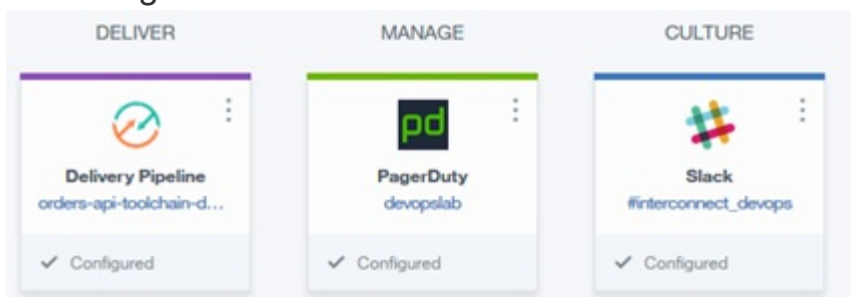 DELIVER
MANAGE
CULTURE
pd
Delivery Pipeline
orders-api-toolchain-d...
Configured
PagerDuty
devopslab
Configured
Slack
#interconnect_devops
Configured